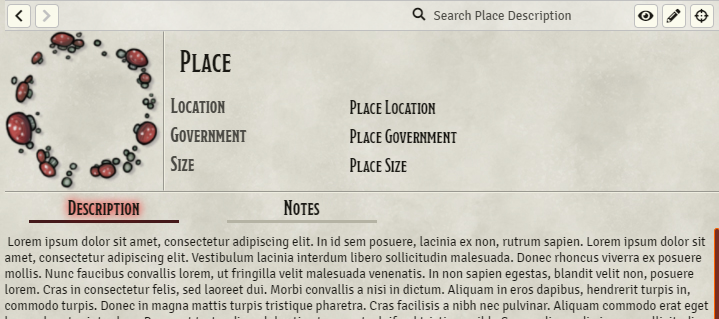 Search Place Description
Place
Location Place Location
Government Place Government
Size Place Size
Description Notes
Lorem ipsum dolor sit amet, consectetur adipiscing elit. In id sem posuere, lacinia ex non, rutrum sapien. Lorem ipsum dolor sit
amet, consectetur adipiscing elit. Vestibulum lacinia interdum libero sollicitudin malesuada. Donec rhoncus viverra ex posuere
mollis. Nunc faucibus convallis lorem, ut fringilla velit malesuada venenatis. In non sapien egestas, blandit velit non, posuere
lorem. Cras in consectetur felis, sed laoreet dui. Morbi convallis a nisi in dictum. Aliquam in eros dapibus, hendrerit turpis in,
commodo turpis. Donec in magna mattis turpis tristique pharetra. Cras facilisis a nibh nec pulvinar. Aliquam commodo erat eget